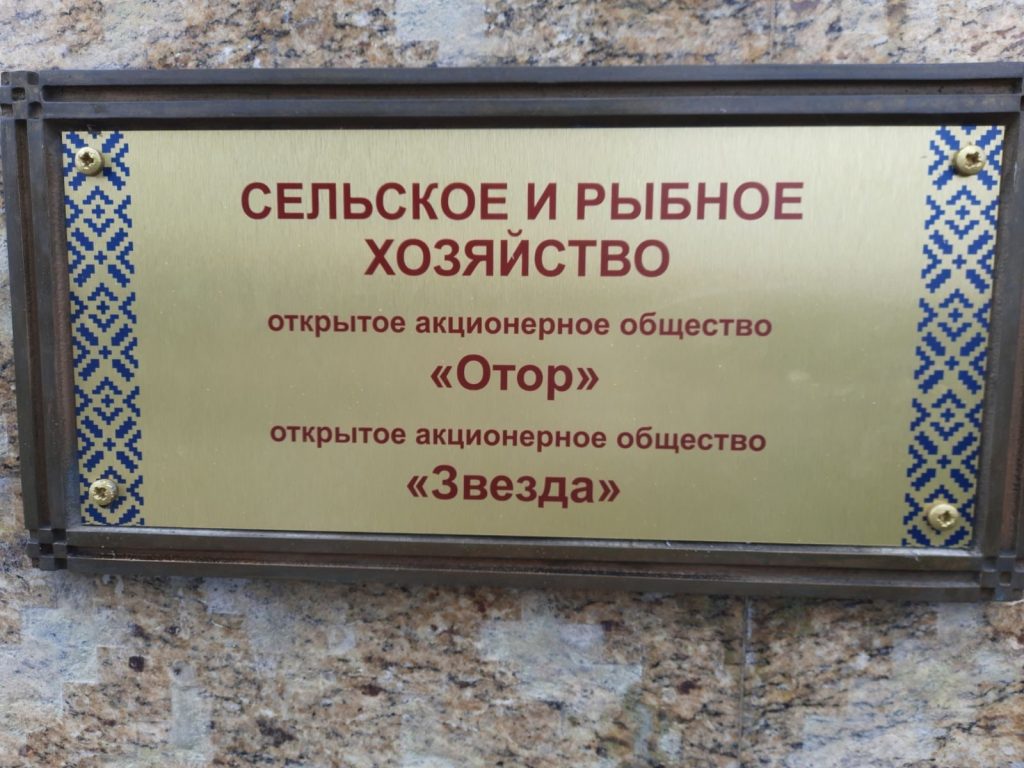 СЕЛЬСКОЕ И РЫБНОЕ
ХОЗЯЙСТВО
открытое акционерное общество
«Отор»
открытое акционерное общество
«Звезда»